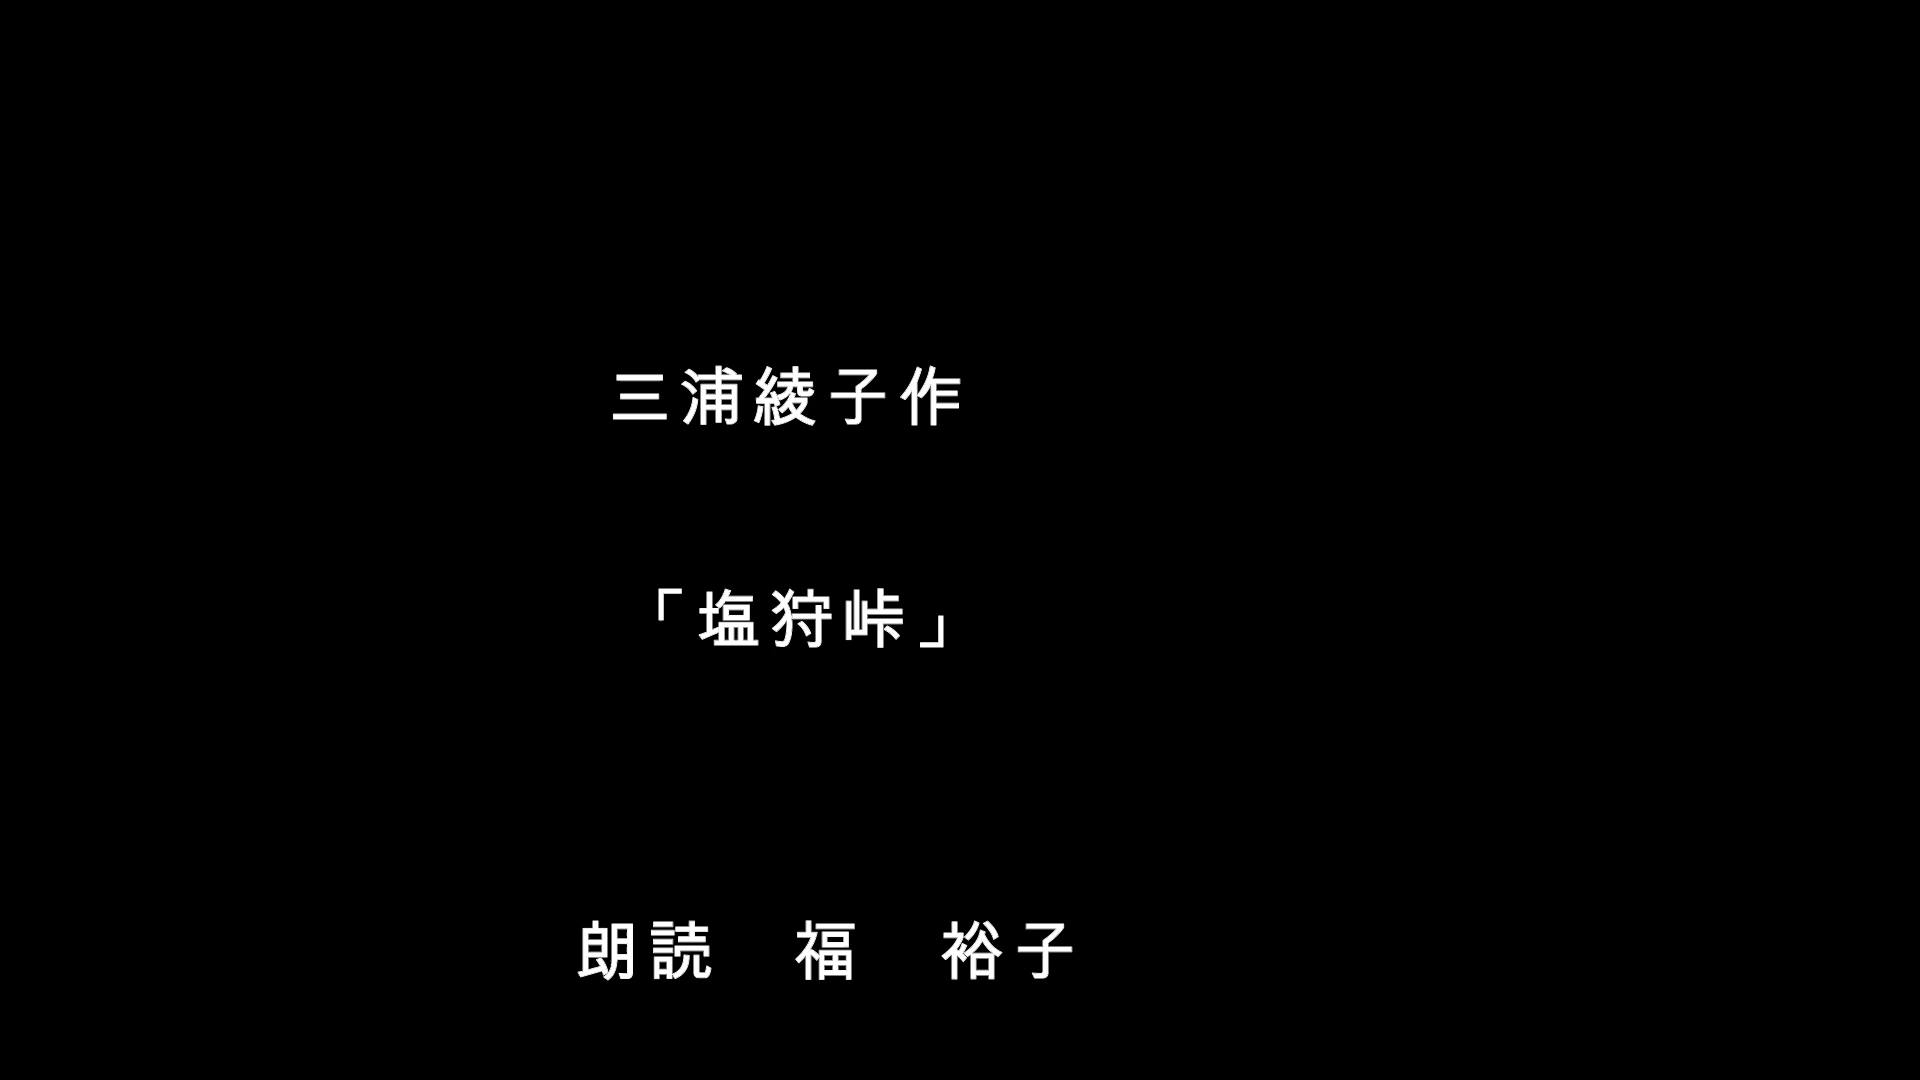 三浦綾子作
「塩狩峠」
朗読　福　裕子